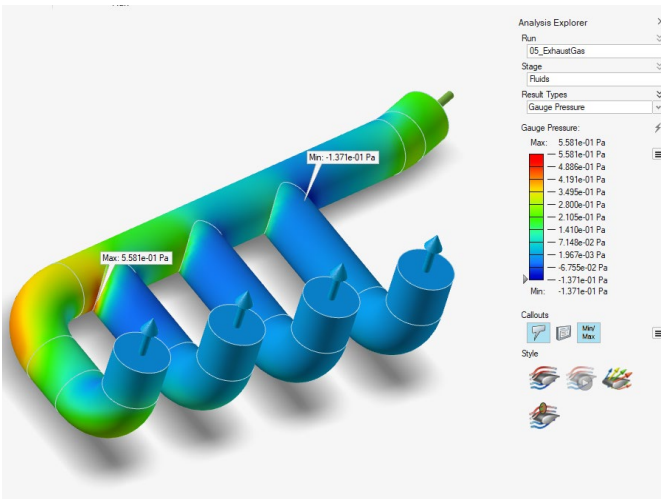 Min: -1.371e-01 Pa
Max: 5.581e-01 Pa
Analysis Explorer
Run
05_ExhaustGas
Stage
Fluids
Result Types
Gauge Pressure
Gauge Pressure:
Max: 5.581e-01 Pa
5.581e-01 Pa
4.886e-01 Pa
4.191e-01 Pa
3.495e-01 Pa
2.800e-01 Pa
2.105e-01 Pa
1.410e-01 Pa
7.148e-02 Pa
1.967e-03 Pa
-6.755e-02 Pa
-1.371e-01 Pa
Min: -1.371e-01 Pa
Callouts
Min/
Max
Style